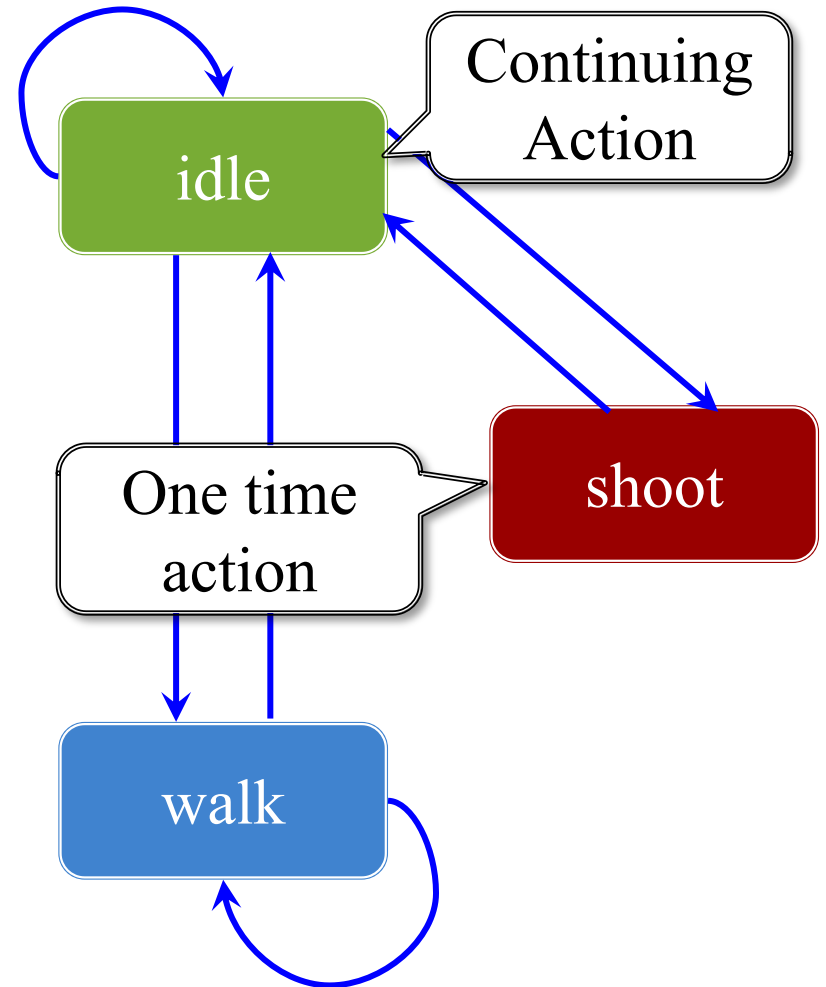 Continuing
Action
idle
One time
action
shoot
walk